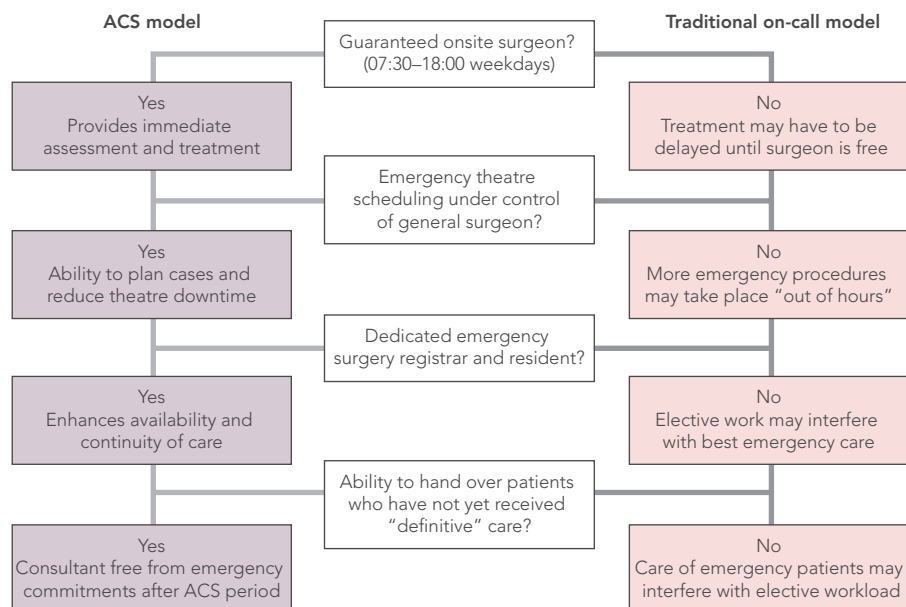 ACS model
Traditional on-call model
Guaranteed onsite surgeon?
(07:30–18:00 weekdays)
Yes
Provides immediate
assessment and treatment
No
Treatment may have to be
delayed until surgeon is free
Emergency theatre
scheduling under control
of general surgeon?
Yes
Ability to plan cases and
reduce theatre downtime
No
More emergency procedures
may take place “out of hours”
Dedicated emergency
surgery registrar and resident?
Yes
Enhances availability and
continuity of care
No
Elective work may interfere
with best emergency care
Ability to hand over patients
who have not yet received
“definitive” care?
Yes
Consultant free from emergency
commitments after ACS period
No
Care of emergency patients may
interfere with elective workload